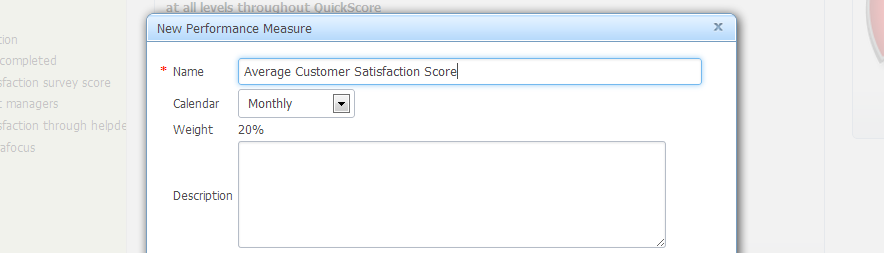 at all levels throughout QuickScore
New Performance Measure
x
tion
completed
sfaction survey score
t managers
sfaction through helpde
afocus
* Name Average Customer Satisfaction Score
Calendar Monthly
Weight 20%
Description